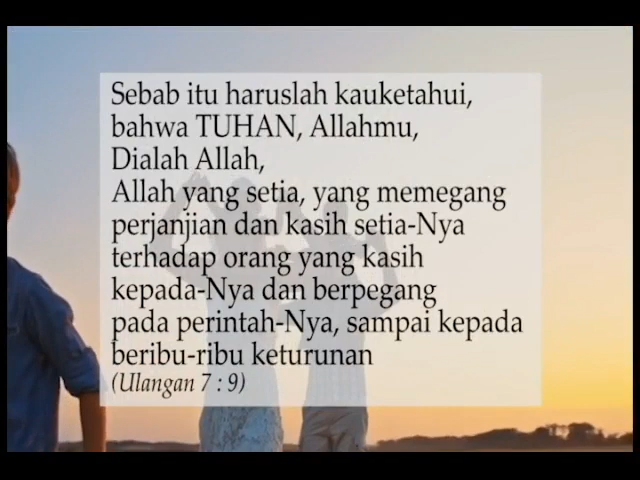 Sebab itu haruslah kauketahui,
bahwa TUHAN, Allahmu,
Dialah Allah,
Allah yang setia, yang memegang
perjanjian dan kasih setia-Nya
terhadap orang yang kasih
kepada-Nya dan berpegang
pada perintah-Nya, sampai kepada
beribu-ribu keturunan
(Ulangan 7 : 9)